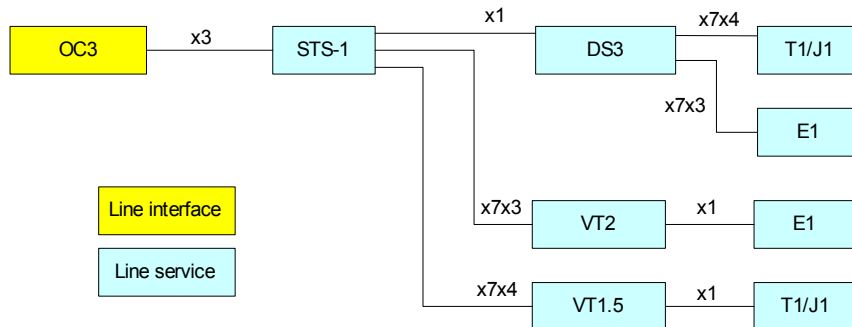 x1
x7x4
x3
OC3
STS-1
DS3
T1/J1
x7x3
E1
Line interface
x7x3
VT2
x1
E1
Line service
x7x4
VT1.5
x1
T1/J1